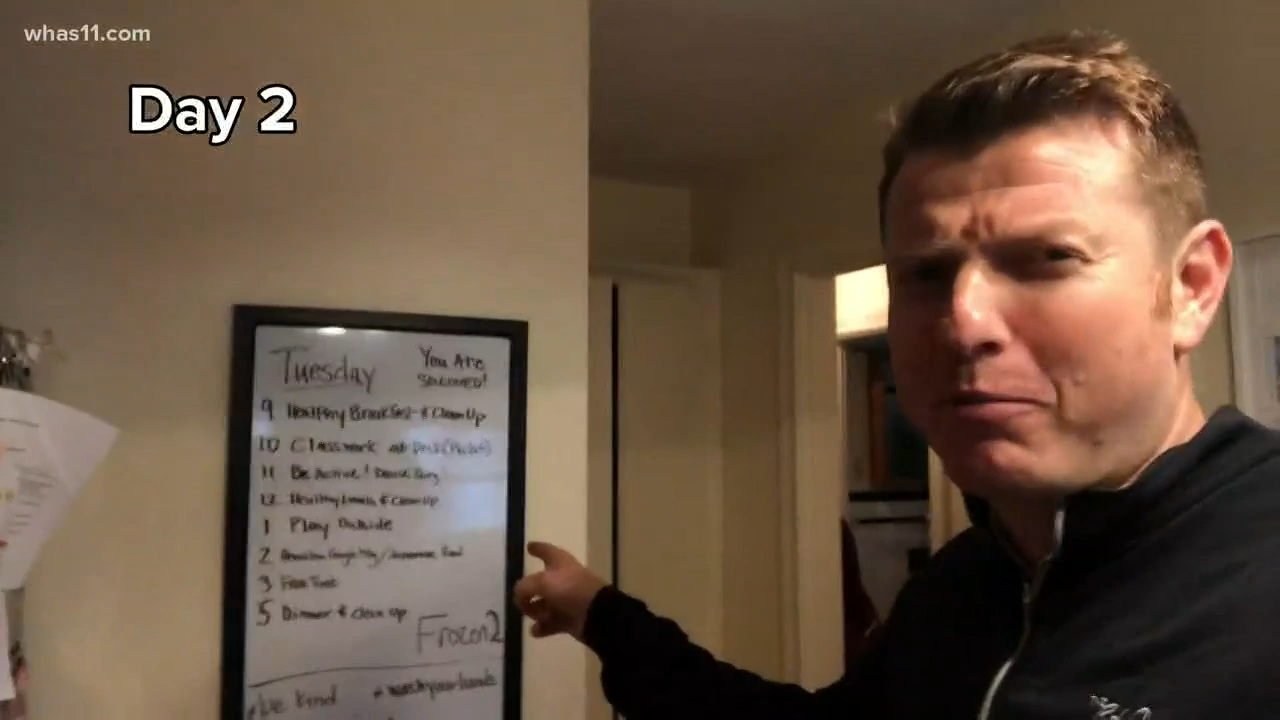 whas11.com
Day 2
Tuesday
You Are
9 Healthy Breakfast & Clean Up
10 Classwork at
11 Be Active!
12 Healthy Lunch & Clean Up
1 Play Outside
2
3 Free Time
5 Dinner & Clean Up
Frozen 2
#Be Kind #washyourhands